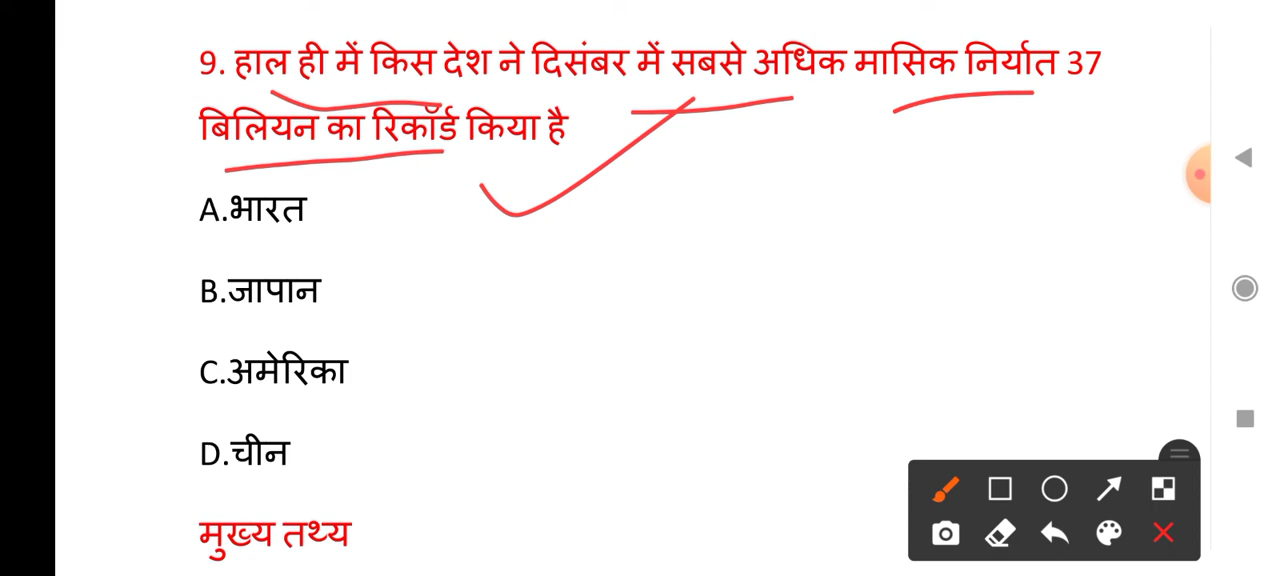 9. हाल ही में किस देश ने दिसंबर में सबसे अधिक मासिक निर्यात 37
बिलियन का रिकॉर्ड किया है
A.भारत
B.जापान
C.अमेरिका
D.चीन
मुख्य तथ्य